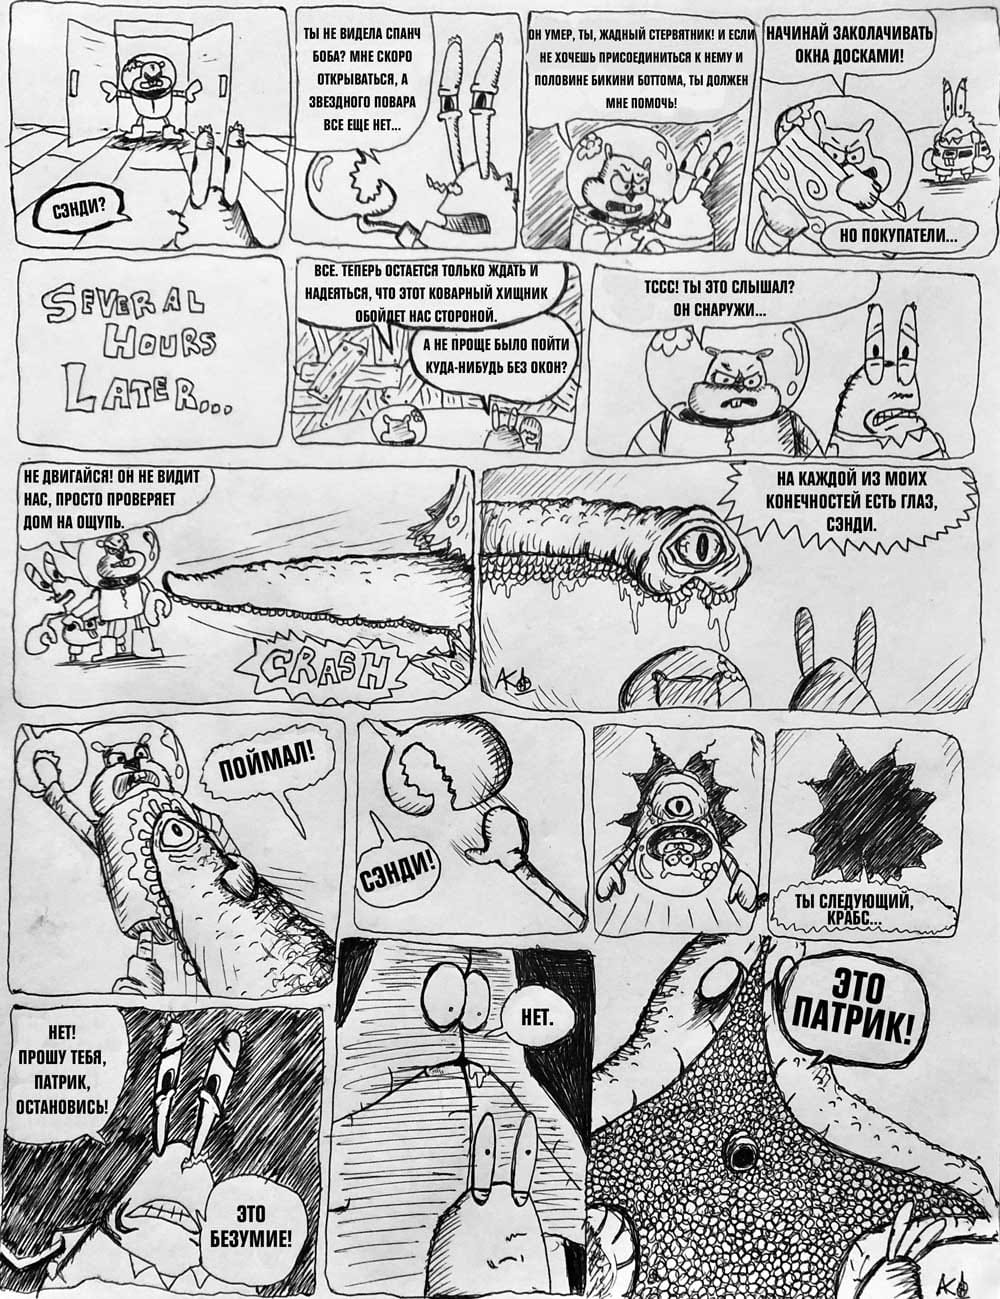 СЭНДИ?
ТЫ НЕ ВИДЕЛА СПАНЧ
БОБА? МНЕ СКОРО
ОТКРЫВАТЬСЯ, А
ЗВЕЗДНОГО ПОВАРА
ВСЕ ЕЩЕ НЕТ...
ОН УМЕР, ТЫ, ЖАДНЫЙ СТЕРВЯТНИК! И ЕСЛИ
НЕ ХОЧЕШЬ ПРИСОЕДИНИТЬСЯ К НЕМУ И
ПОЛОВИНЕ БИКИНИ БОТТОМА, ТЫ ДОЛЖЕН
МНЕ ПОМОЧЬ!
НАЧИНАЙ ЗАКОЛАЧИВАТЬ
ОКНА ДОСКАМИ!
НО ПОКУПАТЕЛИ...
SEVERAL
HOURS
LATER...
ВСЕ. ТЕПЕРЬ ОСТАЕТСЯ ТОЛЬКО ЖДАТЬ И
НАДЕЯТЬСЯ, ЧТО ЭТОТ КОВАРНЫЙ ХИЩНИК
ОБОЙДЕТ НАС СТОРОНОЙ.
А НЕ ПРОЩЕ БЫЛО ПОЙТИ
КУДА-НИБУДЬ БЕЗ ОКОН?
ТССС! ТЫ ЭТО СЛЫШАЛ?
ОН СНАРУЖИ...
НЕ ДВИГАЙСЯ! ОН НЕ ВИДИТ
НАС, ПРОСТО ПРОВЕРЯЕТ
ДОМ НА ОЩУПЬ.
CRASH
НА КАЖДОЙ ИЗ МОИХ
КОНЕЧНОСТЕЙ ЕСТЬ ГЛАЗ,
СЭНДИ.
ПОЙМАЛ!
СЭНДИ!
ТЫ СЛЕДУЮЩИЙ,
КРАБС...
НЕТ!
ПРОШУ ТЕБЯ,
ПАТРИК,
ОСТАНОВИСЬ!
ЭТО
БЕЗУМИЕ!
НЕТ.
ЭТО
ПАТРИК!